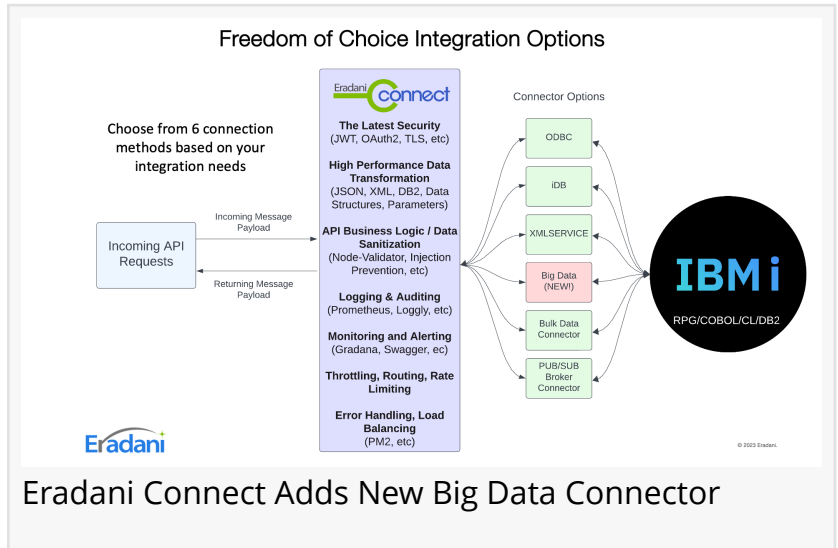 Freedom of Choice Integration Options
Choose from 6 connection
methods based on your
integration needs
Incoming API
Requests
Incoming Message
Payload
Returning Message
Payload
Eradani
connect
The Latest Security
(JWT, OAuth2, TLS, etc)
High Performance Data
Transformation
(JSON, XML, DB2, Data
Structures, Parameters)
API Business Logic / Data
Sanitization
(Node-Validator, Injection
Prevention, etc)
Logging & Auditing
(Prometheus, Loggly, etc)
Monitoring and Alerting
(Gradana, Swagger, ec)
Throttling, Routing, Rate
Limiting
Error Handling, Load
Balancing
(PM2, etc)
Connector Options
ODBC
iDB
XMLSERVICE
Big Data
(NEW!)
Bulk Data
Connector
PUB/SUB
Broker
Connector
IBM i
RPG/COBOL/CL/DB2
Eradani
© 2023 Eradani.
Eradani Connect Adds New Big Data Connector